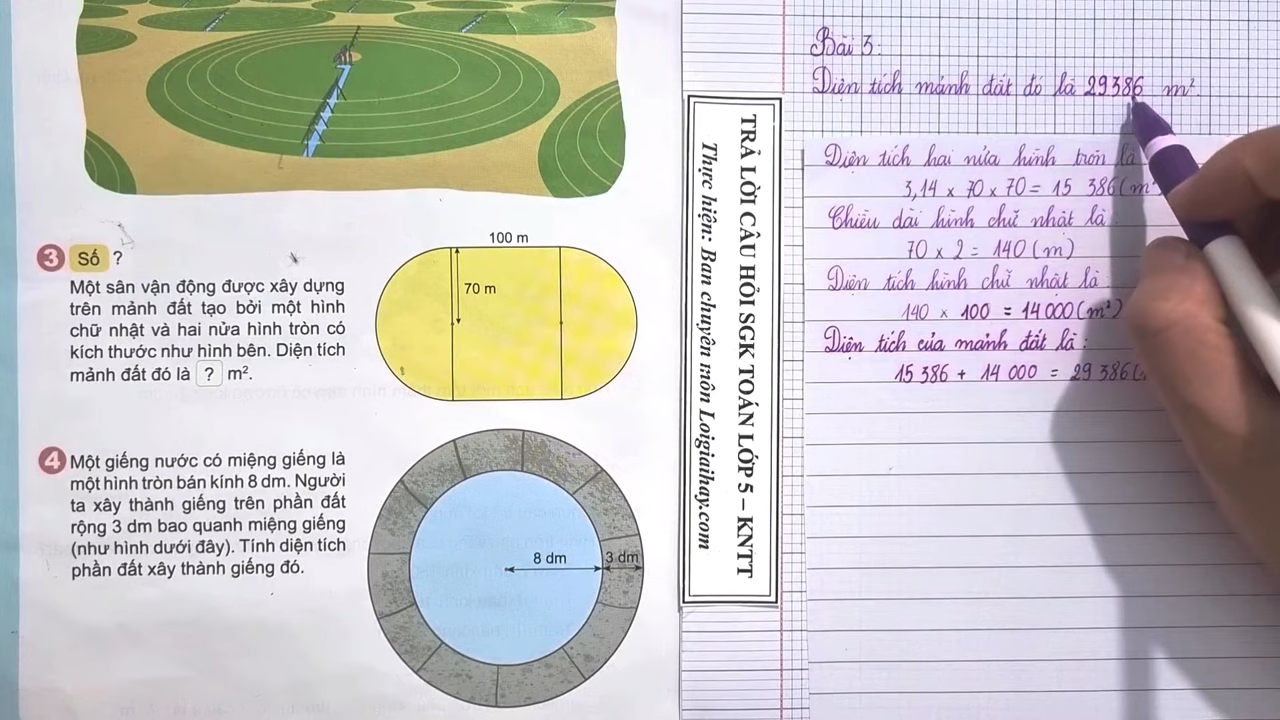 3 Số ?
Một sân vận động được xây dựng
trên mảnh đất tạo bởi một hình
chữ nhật và hai nửa hình tròn có
kích thước như hình bên. Diện tích
mảnh đất đó là ? m².
100 m
70 m
4 Một giếng nước có miệng giếng là
một hình tròn bán kính 8 dm. Người
ta xây thành giếng trên phần đất
rộng 3 dm bao quanh miệng giếng
(như hình dưới đây). Tính diện tích
phần đất xây thành giếng đó.
8 dm
3 dm
TRẢ LỜI CÂU HỎI SGK TOÁN LỚP 5 – KNTT
Thực hiện: Ban chuyên môn Loigiaihay.com
Bài 3:
Diện tích mảnh đất đó là 29386 m².
Diện tích hai nửa hình tròn là
3,14 x 70 x 70 = 15 386 (m²
Chiều dài hình chữ nhật là
70 x 2 = 140 (m)
Diện tích hình chữ nhật là :
140 x 100 = 14 000 (m²)
Diện tích của mảnh đất là :
15 386 + 14 000 = 29 386 (